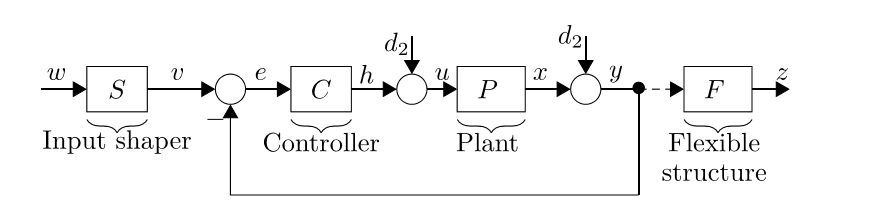 d₂
d₂
w
S
v
e
C
h
u
P
x
y
F
z
−
Input shaper
Controller
Plant
Flexible
structure